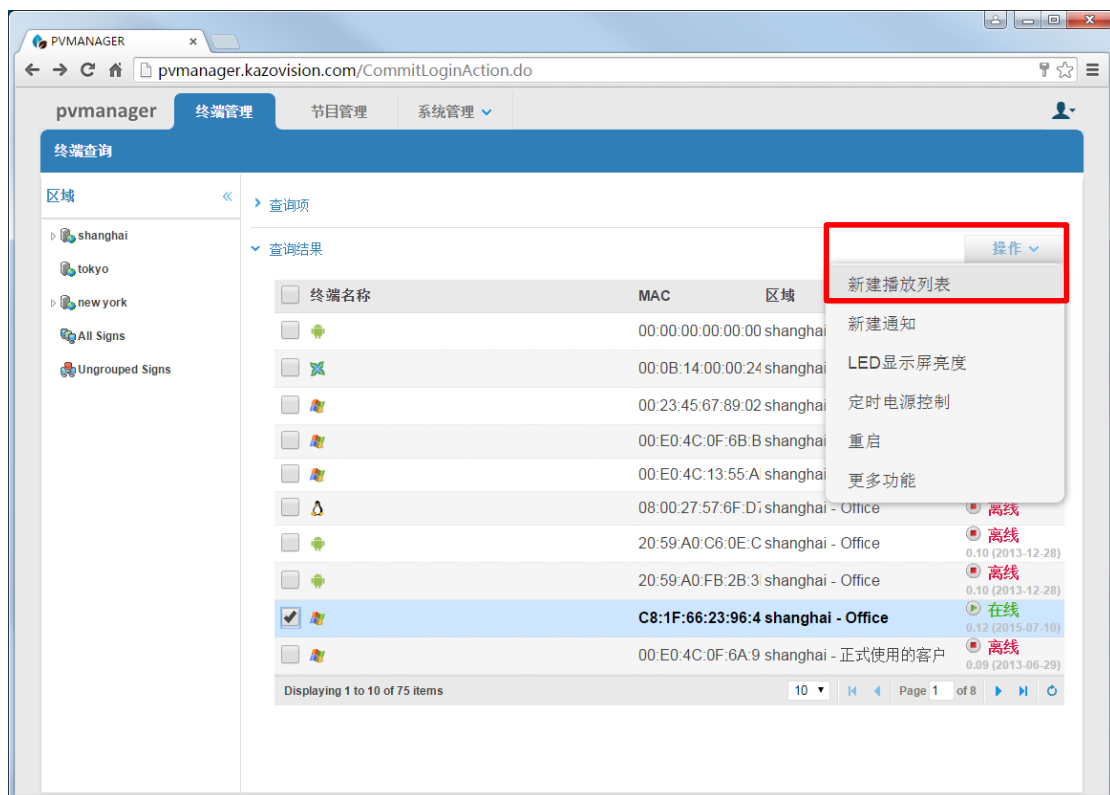 PVMANAGER
pvmanager.kazovision.com/CommitLoginAction.do
pvmanager 终端管理 节目管理 系统管理
终端查询
区域
查询项
shanghai
tokyo
new york
All Signs
Ungrouped Signs
查询结果
操作
新建播放列表
新建通知
LED显示屏亮度
定时电源控制
重启
更多功能
终端名称 MAC 区域
00:00:00:00:00:00 shanghai
00:0B:14:00:00:24 shanghai
00:23:45:67:89:02 shanghai
00:E0:4C:0F:6B:B shanghai
00:E0:4C:13:55:A shanghai
08:00:27:57:6F:D shanghai - Office 离线
20:59:A0:C6:0E:C shanghai - Office 离线
0.10 (2013-12-28)
20:59:A0:FB:2B:3 shanghai - Office 离线
0.10 (2013-12-28)
C8:1F:66:23:96:4 shanghai - Office 在线
0.12 (2015-07-10)
00:E0:4C:0F:6A:9 shanghai - 正式使用的客户 离线
0.09 (2013-06-29)
Displaying 1 to 10 of 75 items 10 Page 1 of 8